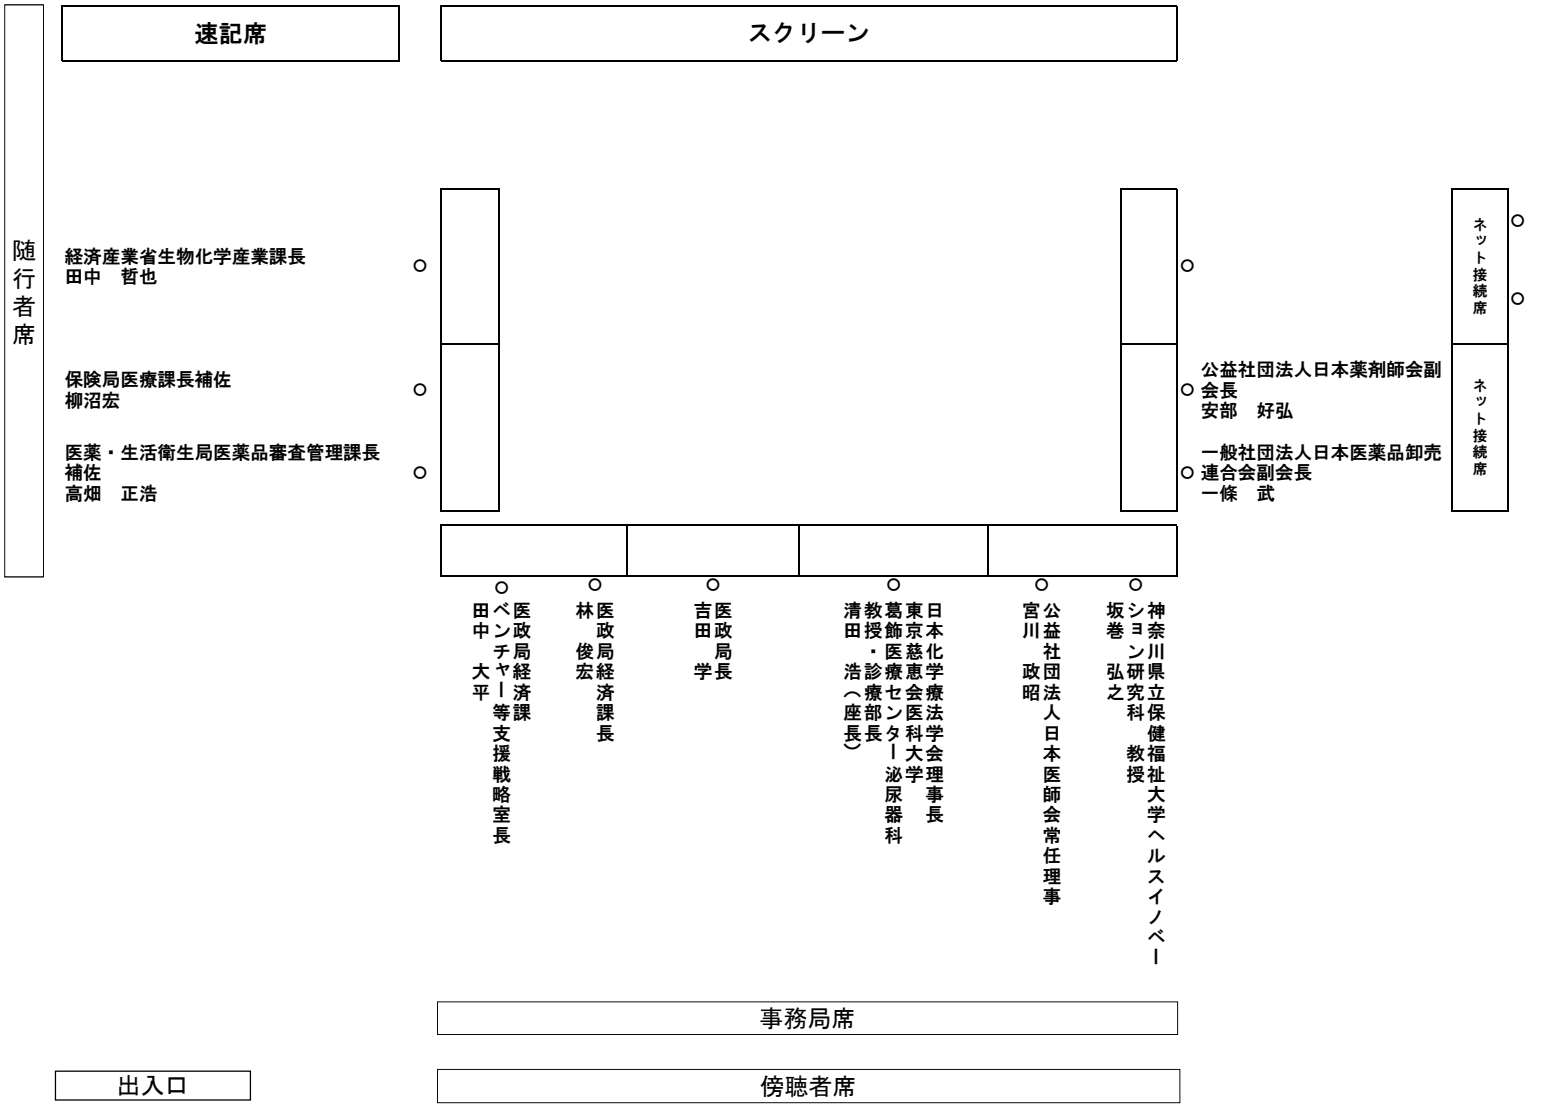 速記席
スクリーン
随行者席
経済産業省生物化学産業課長
田中　哲也
保険局医療課長補佐
柳沼宏
医薬・生活衛生局医薬品審査管理課長
補佐
高畑　正浩
ネット接続席
ネット接続席
公益社団法人日本薬剤師会副
会長
安部　好弘
一般社団法人日本医薬品卸売
連合会副会長
一條　武
神奈川県立保健福祉大学ヘルスイノベー
ション研究科　教授
坂巻　弘之
公益社団法人日本医師会常任理事
宮川　政昭
日本化学療法学会理事長
東京慈恵会医科大学
葛飾医療センター泌尿器科
教授・診療部長
清田　浩（座長）
医政局長
吉田　学
医政局経済課長
林　俊宏
医政局経済課
ベンチャー等支援戦略室長
田中　大平
事務局席
出入口
傍聴者席